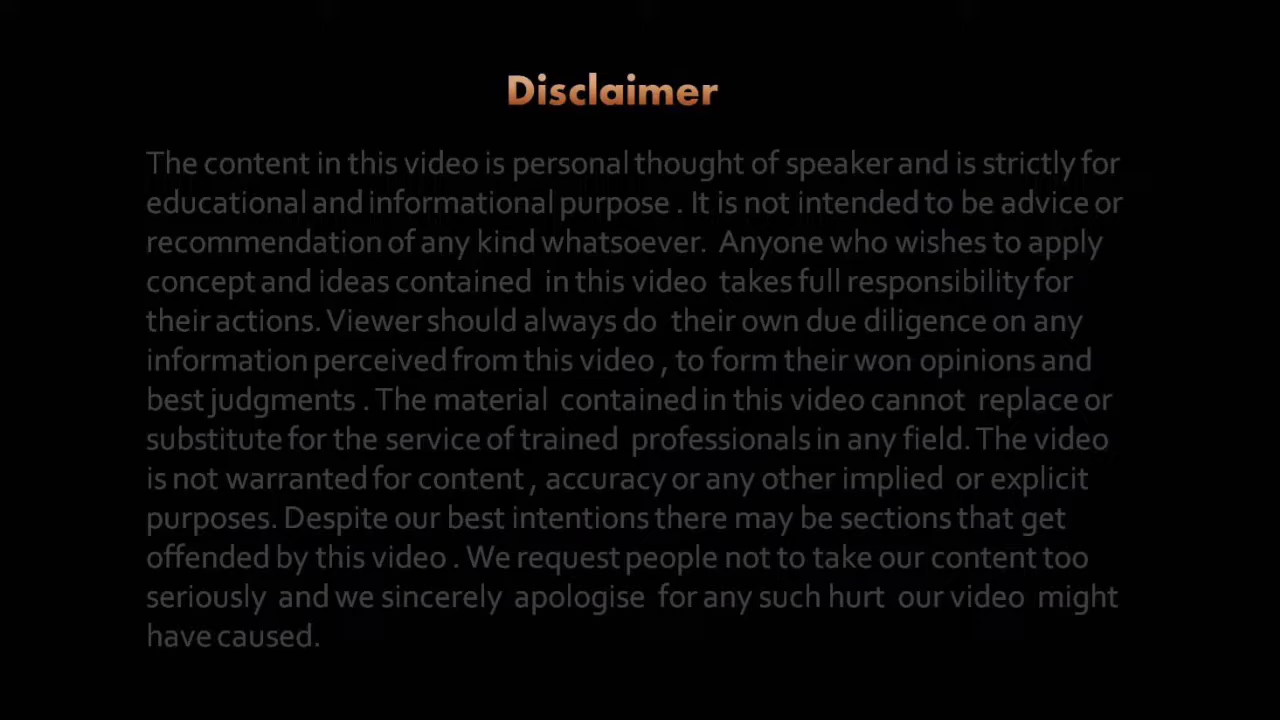 Disclaimer
The content in this video is personal thought of speaker and is strictly for
educational and informational purpose . It is not intended to be advice or
recommendation of any kind whatsoever. Anyone who wishes to apply
concept and ideas contained in this video takes full responsibility for
their actions. Viewer should always do their own due diligence on any
information perceived from this video , to form their won opinions and
best judgments . The material contained in this video cannot replace or
substitute for the service of trained professionals in any field. The video
is not warranted for content , accuracy or any other implied or explicit
purposes. Despite our best intentions there may be sections that get
offended by this video . We request people not to take our content too
seriously and we sincerely apologise for any such hurt our video might
have caused.